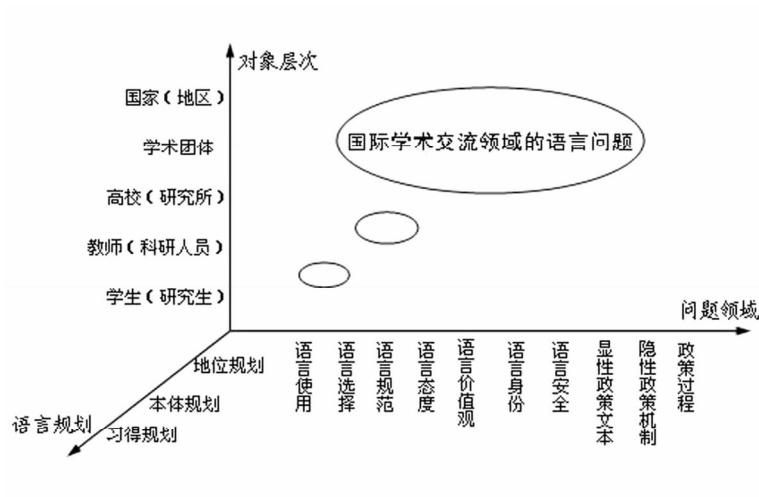 对象层次
国家（地区）
国际学术交流领域的语言问题
学术团体
高校（研究所）
教师（科研人员）
学生（研究生）
问题领域
地位规划
本体规划
习得规划
语言规划
语言使用
语言选择
语言规范
语言态度
语言价值观
语言身份
语言安全
显性政策文本
隐性政策机制
政策过程